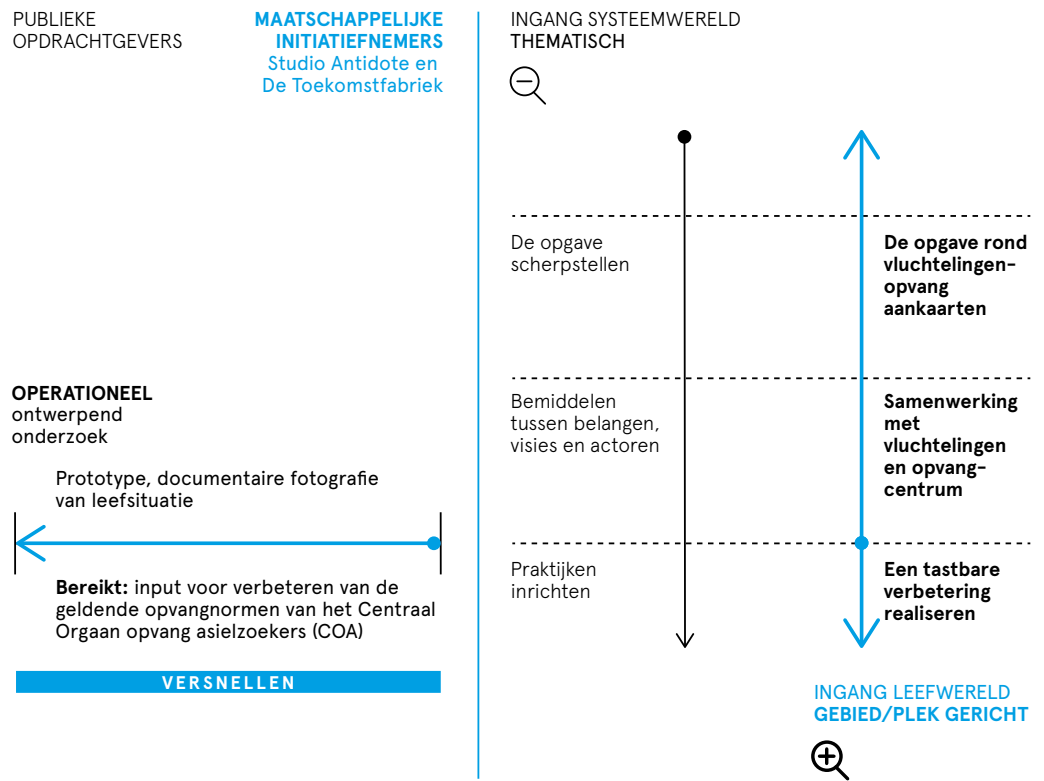 PUBLIEKE
OPDRACHTGEVERS
MAATSCHAPPELIJKE
INITIATIEFNEMERS
Studio Antidote en
De Toekomstfabriek
OPERATIONEEL
ontwerpend
onderzoek
Prototype, documentaire fotografie
van leefsituatie
Bereikt: input voor verbeteren van de
geldende opvangnormen van het Centraal
Orgaan opvang asielzoekers (COA)
VERSNELLEN
INGANG SYSTEEMWERELD
THEMATISCH
De opgave
scherpstellen
De opgave rond
vluchtelingen-
opvang
aankaarten
Bemiddelen
tussen belangen,
visies en actoren
Samenwerking
met
vluchtelingen
en opvang-
centrum
Praktijken
inrichten
Een tastbare
verbetering
realiseren
INGANG LEEFWERELD
GEBIED/PLEK GERICHT